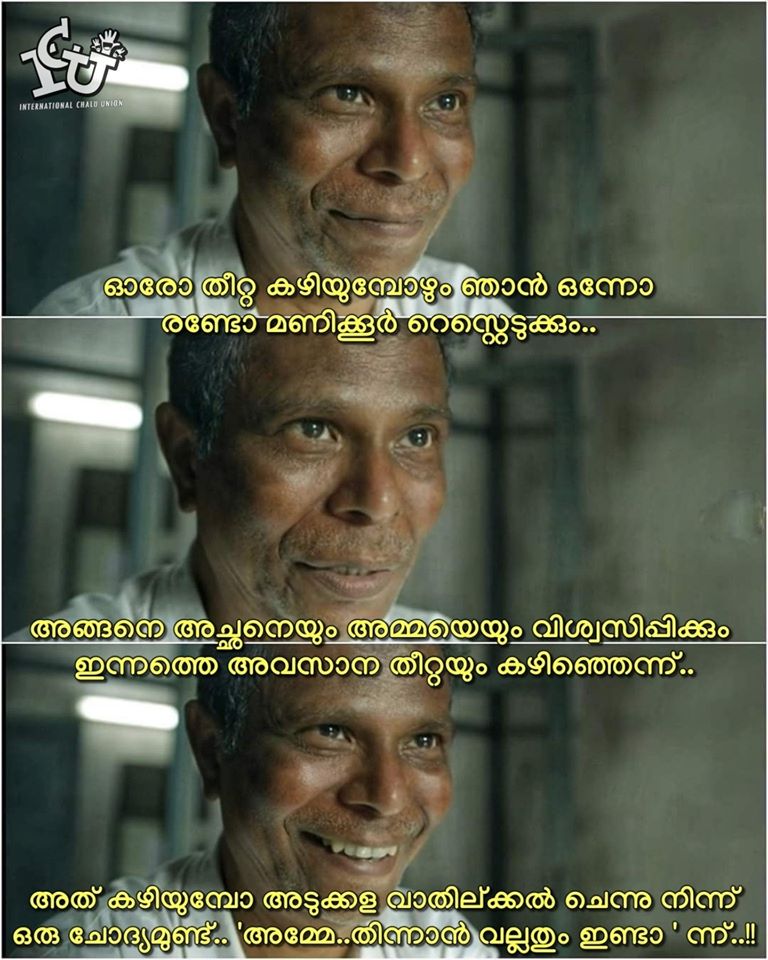 ICU
INTERNATIONAL CHALU UNION
ഓരോ തീറ്റ കഴിയുമ്പോഴും ഞാൻ ഒന്നോ
രണ്ടോ മണിക്കൂർ റെസ്റ്റെടുക്കും..
അങ്ങനെ അച്ഛനെയും അമ്മയെയും വിശ്വസിപ്പിക്കും
ഇന്നത്തെ അവസാന തീറ്റയും കഴിഞ്ഞെന്ന്..
അത് കഴിയുമ്പോ അടുക്കള വാതില്ക്കൽ ചെന്നു നിന്ന്
ഒരു ചോദ്യമുണ്ട്.. 'അമ്മേ..തിന്നാൻ വല്ലതും ഇണ്ടാ ' ന്ന്..!!